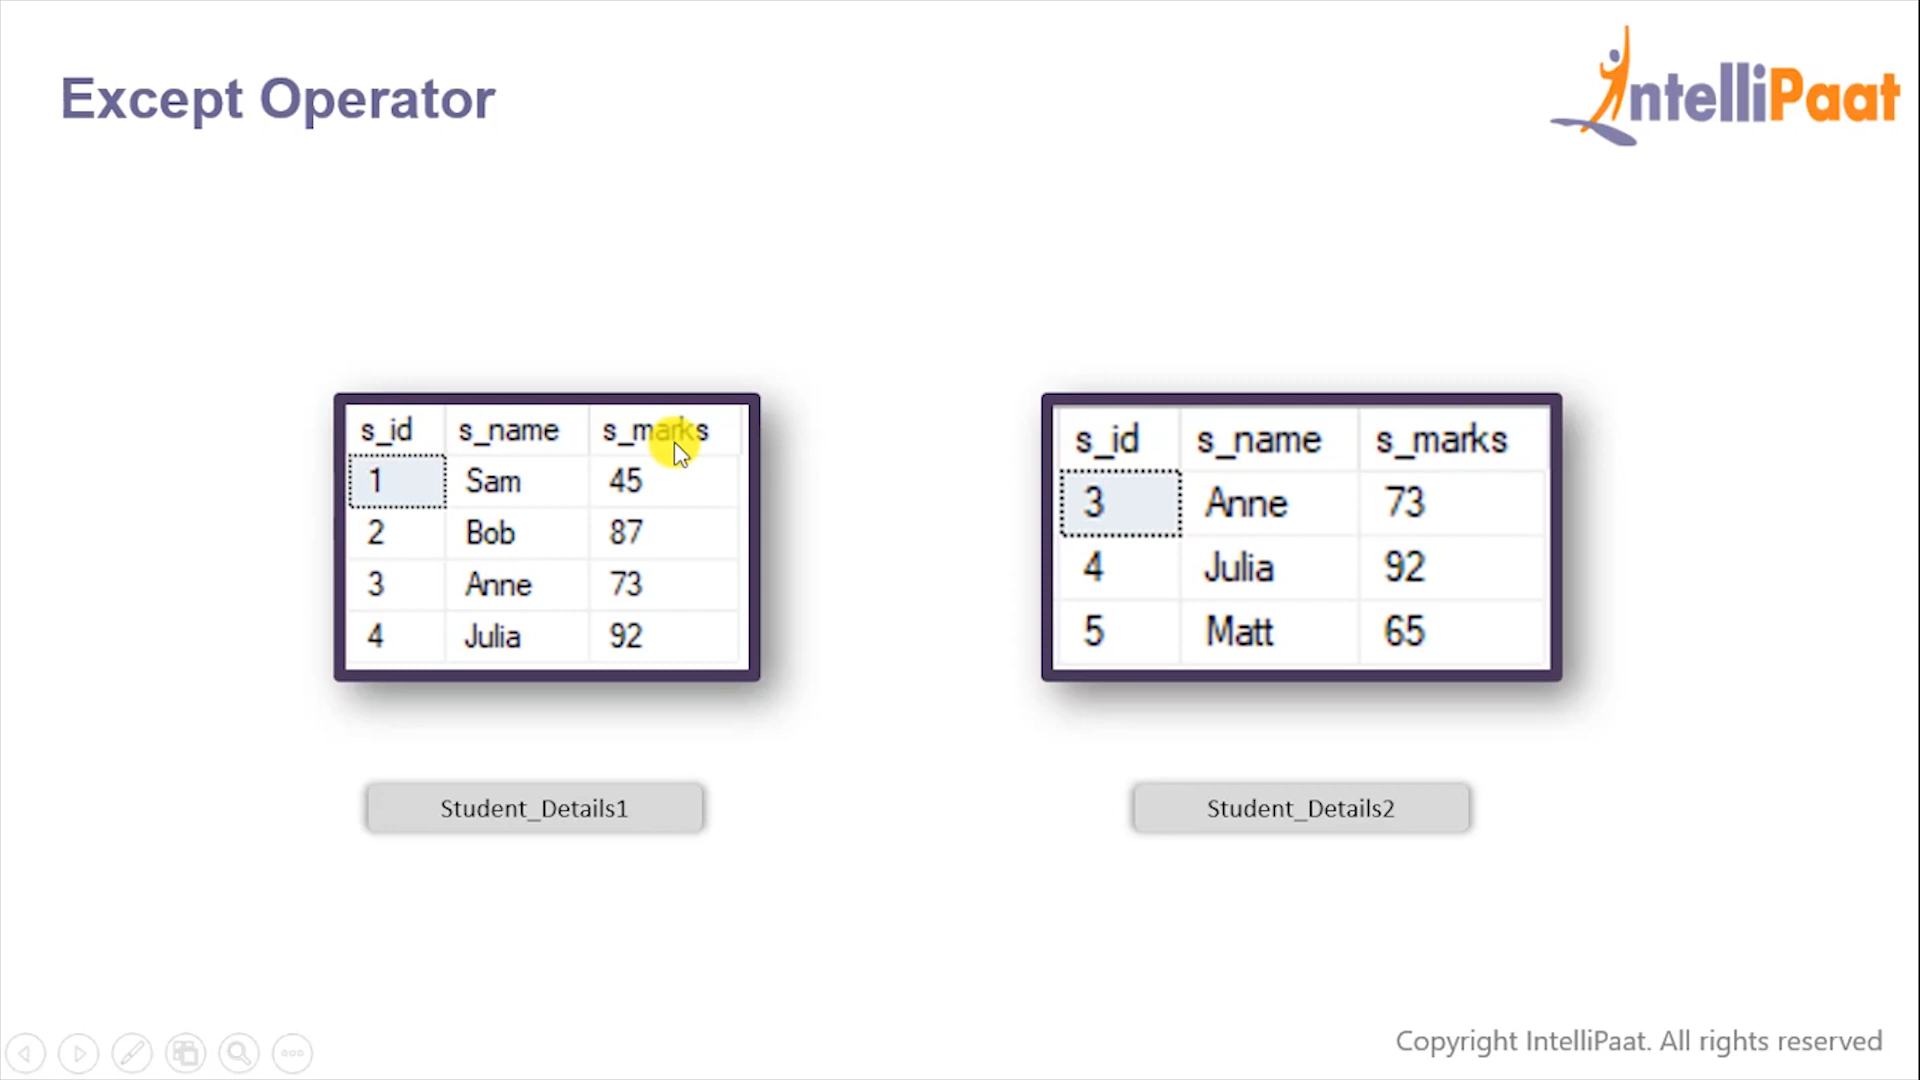 Except Operator
IntelliPaat
s_id s_name s_marks
1 Sam 45
2 Bob 87
3 Anne 73
4 Julia 92
Student_Details1
s_id s_name s_marks
3 Anne 73
4 Julia 92
5 Matt 65
Student_Details2
Copyright IntelliPaat. All rights reserved